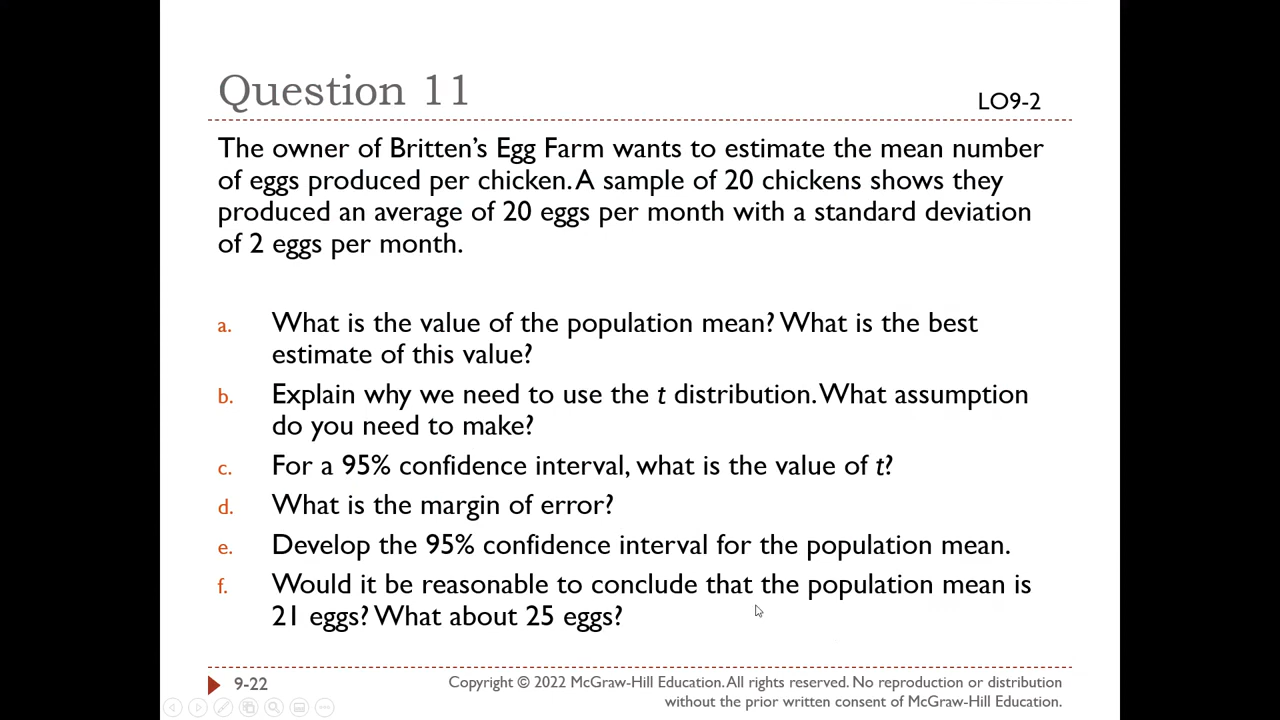 Question 11
LO9-2
The owner of Britten's Egg Farm wants to estimate the mean number
of eggs produced per chicken. A sample of 20 chickens shows they
produced an average of 20 eggs per month with a standard deviation
of 2 eggs per month.
a. What is the value of the population mean? What is the best
estimate of this value?
b. Explain why we need to use the t distribution. What assumption
do you need to make?
c. For a 95% confidence interval, what is the value of t?
d. What is the margin of error?
e. Develop the 95% confidence interval for the population mean.
f. Would it be reasonable to conclude that the population mean is
21 eggs? What about 25 eggs?
9-22
Copyright © 2022 McGraw-Hill Education. All rights reserved. No reproduction or distribution
without the prior written consent of McGraw-Hill Education.